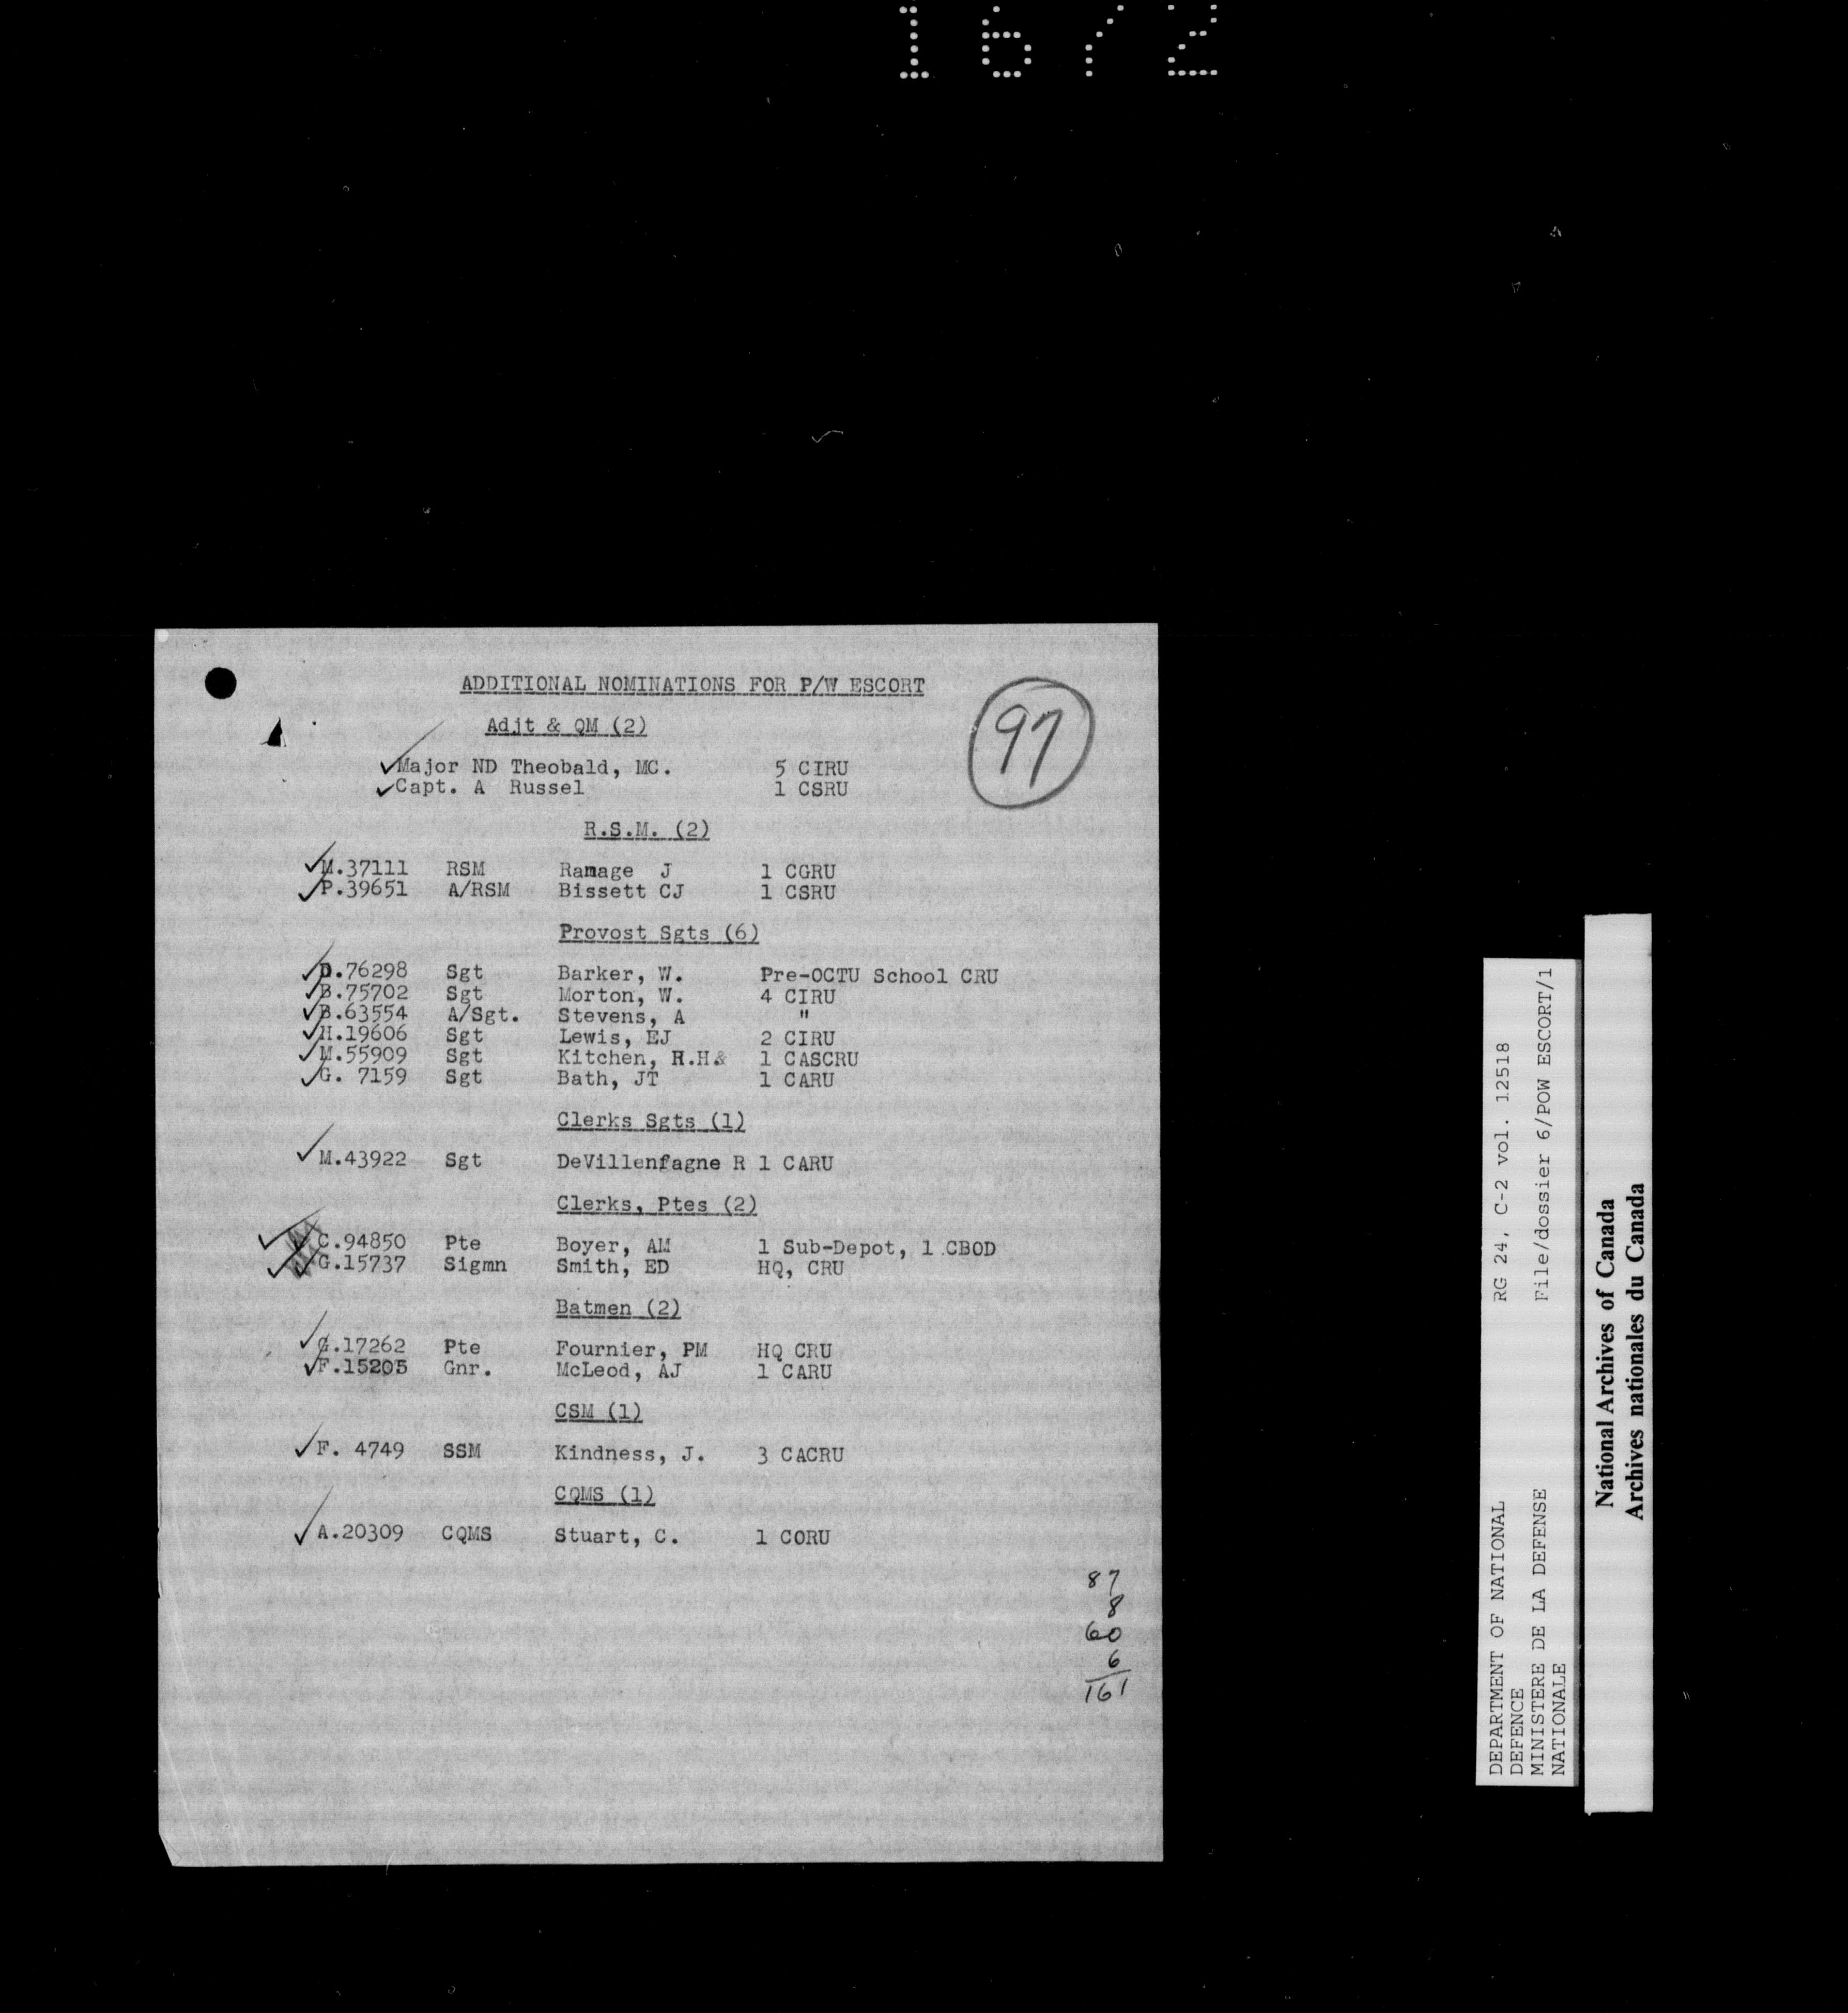 1672
ADDITIONAL NOMINATIONS FOR P/W ESCORT
97
Adjt & QM (2)
Major ND Theobald, MC. 5 CIRU
Capt. A Russel 1 CSRU
R.S.M. (2)
M.37111 RSM Ramage J 1 CGRU
P.39651 A/RSM Bissett CJ 1 CSRU
Provost Sgts (6)
D.76298 Sgt Barker, W. Pre-OCTU School CRU
B.75702 Sgt Morton, W. 4 CIRU
B.63554 A/Sgt. Stevens, A "
H.19606 Sgt Lewis, EJ 2 CIRU
M.55909 Sgt Kitchen, H.H& 1 CASCRU
G. 7159 Sgt Bath, JT 1 CARU
Clerks Sgts (1)
M.43922 Sgt DeVillenfagne R 1 CARU
Clerks, Ptes (2)
C.94850 Pte Boyer, AM 1 Sub-Depot, 1 CBOD
G.15737 Sigmn Smith, ED HQ, CRU
Batmen (2)
G.17262 Pte Fournier, PM HQ CRU
F.15205 Gnr. McLeod, AJ 1 CARU
CSM (1)
F. 4749 SSM Kindness, J. 3 CACRU
CQMS (1)
A.20309 CQMS Stuart, C. 1 CORU
87
8
60
6
161
DEPARTMENT OF NATIONAL RG 24, C-2 vol. 12518
DEFENCE
MINISTERE DE LA DEFENSE File/dossier 6/POW ESCORT/1
NATIONALE
National Archives of Canada
Archives nationales du Canada